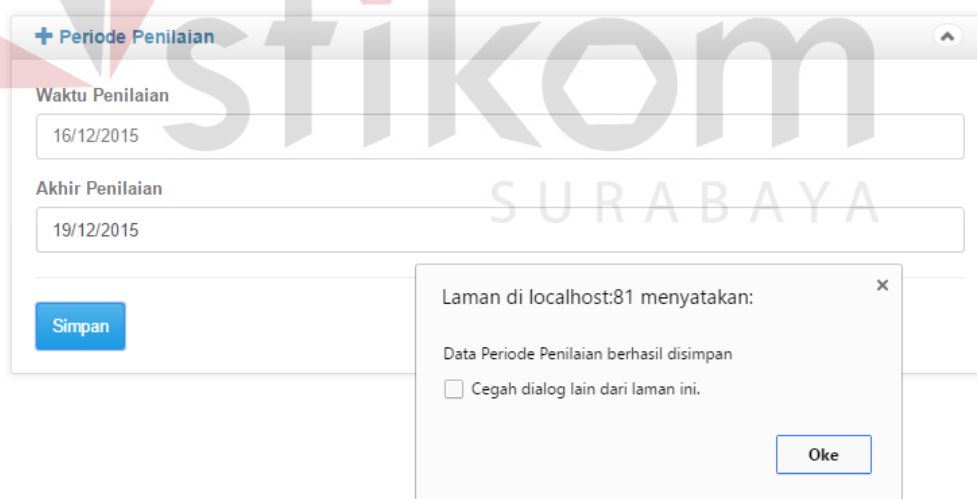 Periode Penilaian
stikom
SURABAYA
Waktu Penilaian
16/12/2015
Akhir Penilaian
19/12/2015
Simpan
Laman di localhost:81 menyatakan:
Data Periode Penilaian berhasil disimpan
Cegah dialog lain dari laman ini.
Oke